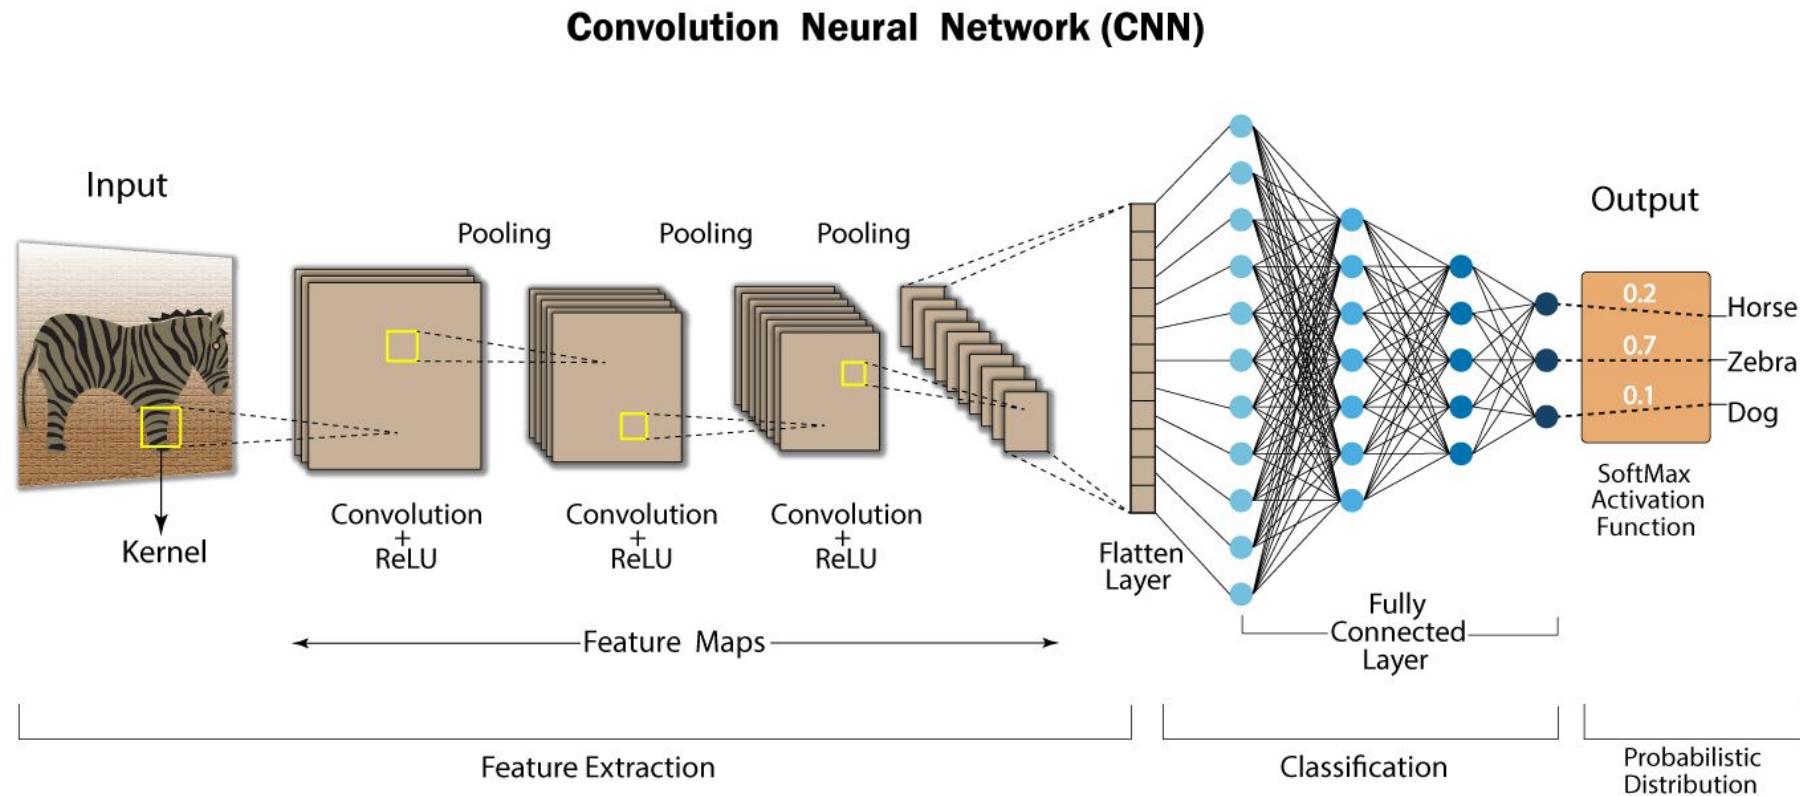 Convolution Neural Network (CNN)
Input
Pooling
Pooling
Pooling
Output
0.2
Horse
0.7
Zebra
0.1
Dog
SoftMax
Activation
Function
Kernel
Convolution
+
ReLU
Convolution
+
ReLU
Convolution
+
ReLU
Flatten
Layer
Fully
Connected
Layer
Feature Maps
Feature Extraction
Classification
Probabilistic
Distribution